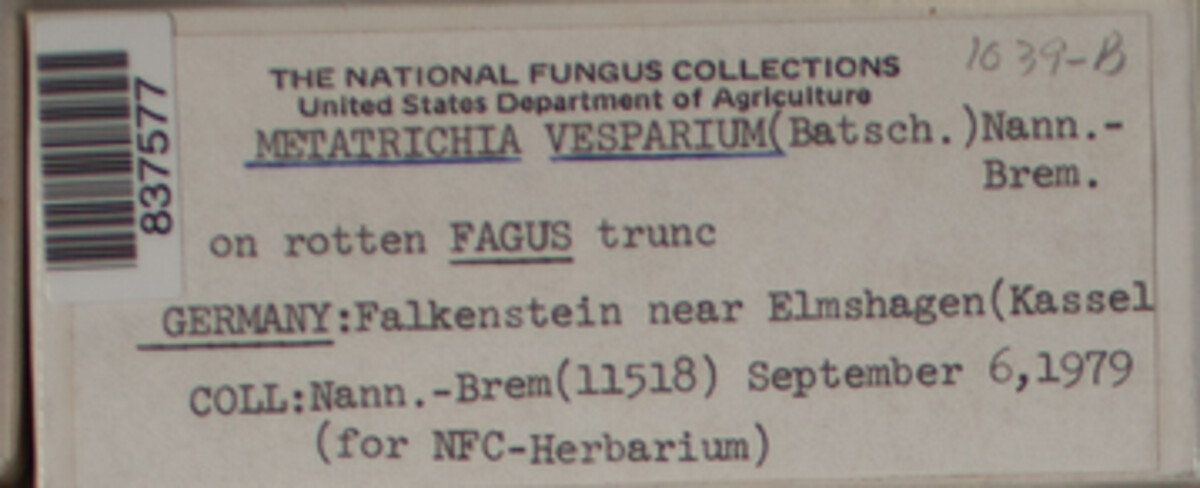 1039-B
THE NATIONAL FUNGUS COLLECTIONS
United States Department of Agriculture
METATRICHIA VESPARIUM(Batsch.)Nann.-
Brem.
on rotten FAGUS trunc
GERMANY:Falkenstein near Elmshagen(Kassel
COLL:Nann.-Brem(11518) September 6,1979
(for NFC-Herbarium)
837577